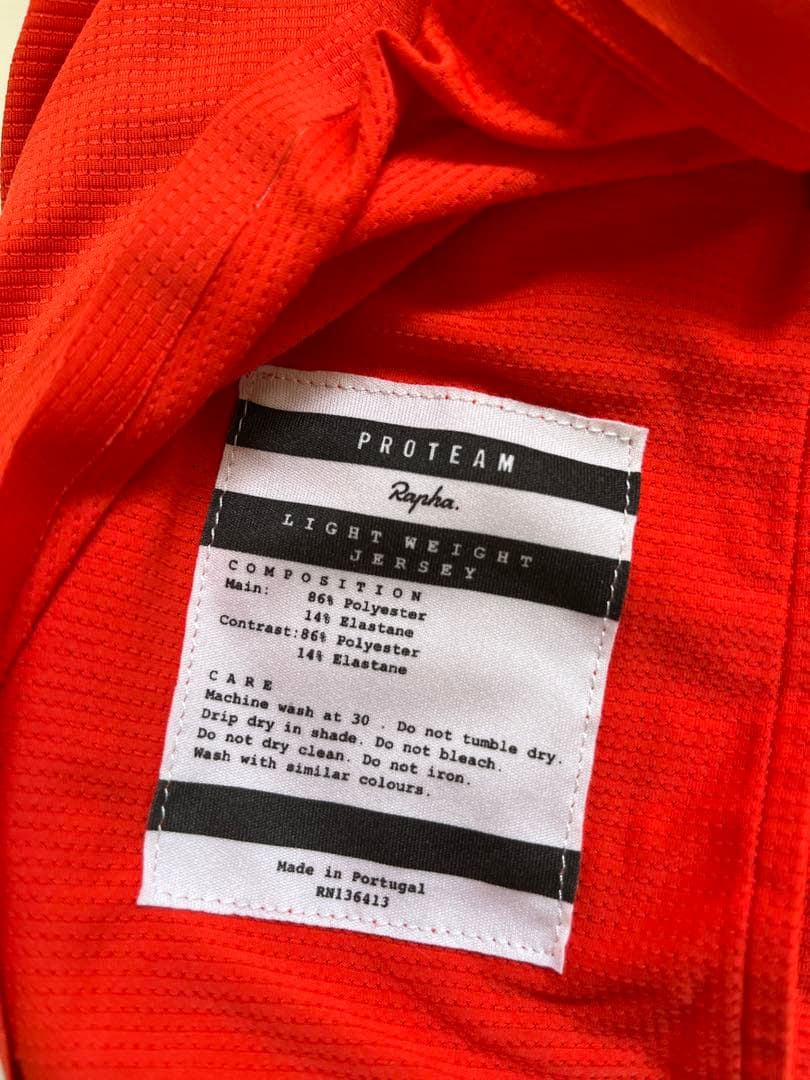 PROTEAM
Rapha.
LIGHT WEIGHT
JERSEY
COMPOSITION
Main: 86% Polyester
14% Elastane
Contrast:86% Polyester
14% Elastane
CARE
Machine wash at 30 . Do not tumble dry.
Drip dry in shade. Do not bleach.
Do not dry clean. Do not iron.
Wash with similar colours.
Made in Portugal
RN136413